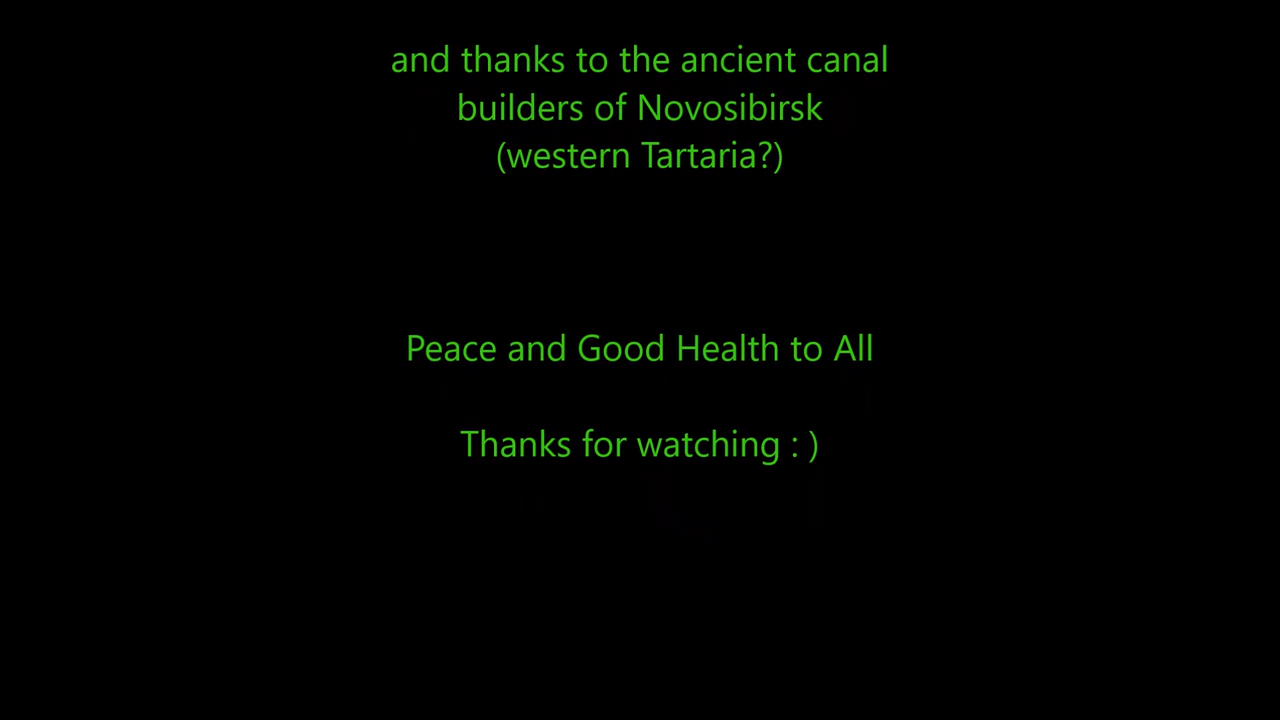 and thanks to the ancient canal
builders of Novosibirsk
(western Tartaria?)
Peace and Good Health to All
Thanks for watching : )